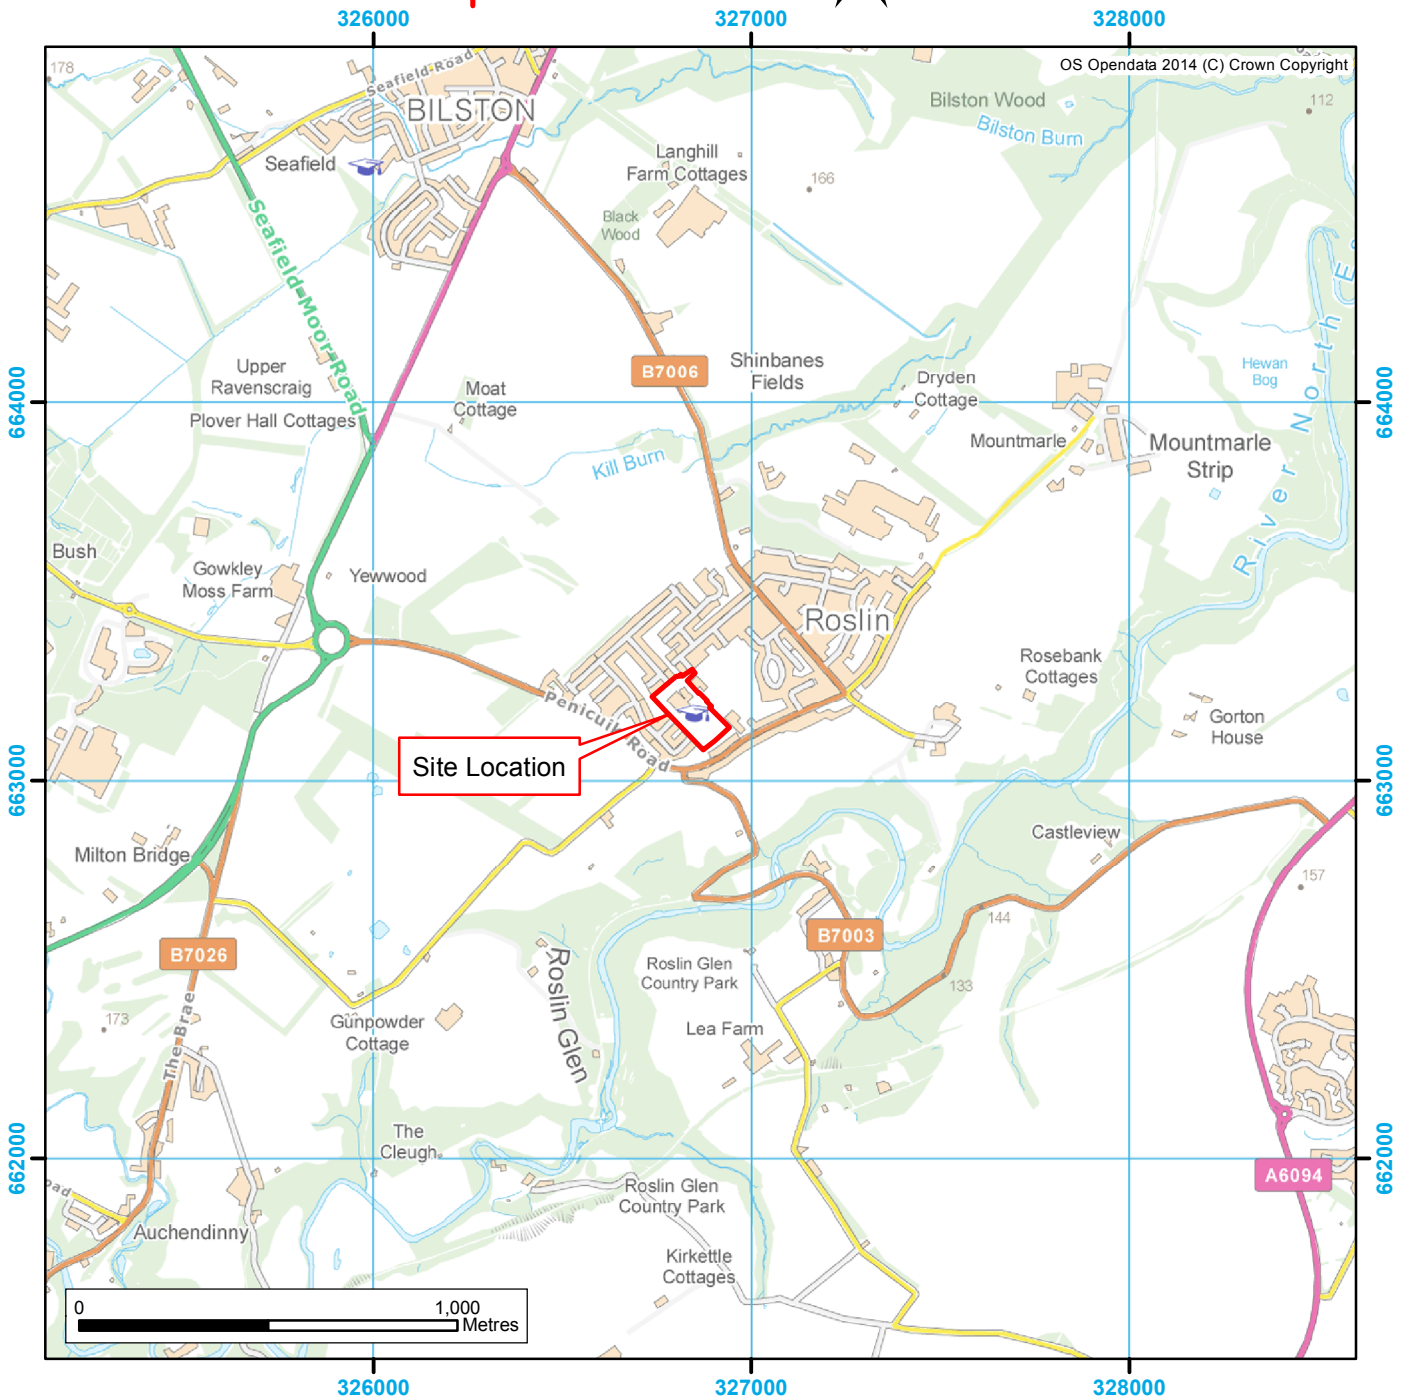 326000
327000
328000
OS Opendata 2014 (C) Crown Copyright
178
Seafield Road
BILSTON
Bilston Wood
112
Bilston Burn
Seafield
Langhill
Farm Cottages
166
Black
Wood
Seafield Moor Road
River North E
Upper
Ravenscraig
B7006
Shinbanes
Fields
Hewan
Bog
Dryden
Cottage
Moat
Cottage
664000
664000
Plover Hall Cottages
Mountmarle
Mountmarle
Strip
Kill Burn
Bush
Gowkley
Moss Farm
Yewwood
Roslin
Rosebank
Cottages
Penicuik Road
Gorton
House
Site Location
663000
663000
Castleview
Milton Bridge
157
144
B7003
B7026
Roslin Glen
Roslin Glen
Country Park
133
173
The Brae
Gunpowder
Cottage
Lea Farm
The
Cleugh
662000
662000
A6094
oad
Roslin Glen
Country Park
Auchendinny
Kirkettle
Cottages
0
1,000
Metres
326000
327000
328000